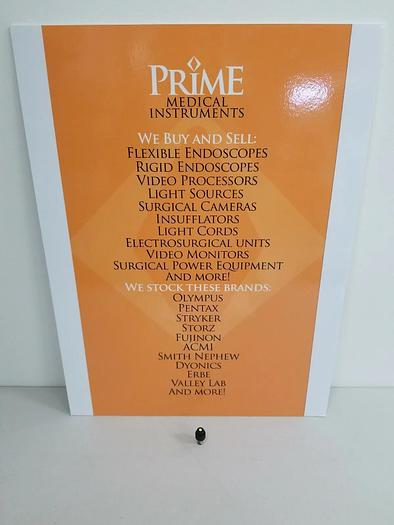 PRIME
MEDICAL
INSTRUMENTS
WE BUY AND SELL:
FLEXIBLE ENDOSCOPES
RIGID ENDOSCOPES
VIDEO PROCESSORS
LIGHT SOURCES
SURGICAL CAMERAS
INSUFFLATORS
LIGHT CORDS
ELECTROSURGICAL UNITS
VIDEO MONITORS
SURGICAL POWER EQUIPMENT
AND MORE!
WE STOCK THESE BRANDS:
OLYMPUS
PENTAX
STRYKER
STORZ
FUJINON
ACMI
SMITH NEPHEW
DYONICS
ERBE
VALLEY LAB
AND MORE!